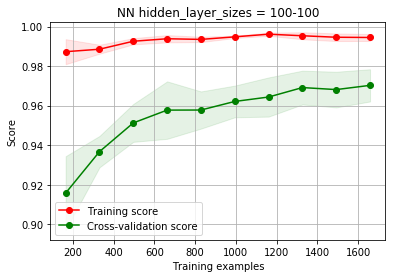 NN hidden_layer_sizes = 100-100
1.00
0.98
0.96
0.94
0.92
0.90
Score
Training score
Cross-validation score
200 400 600 800 1000 1200 1400 1600
Training examples